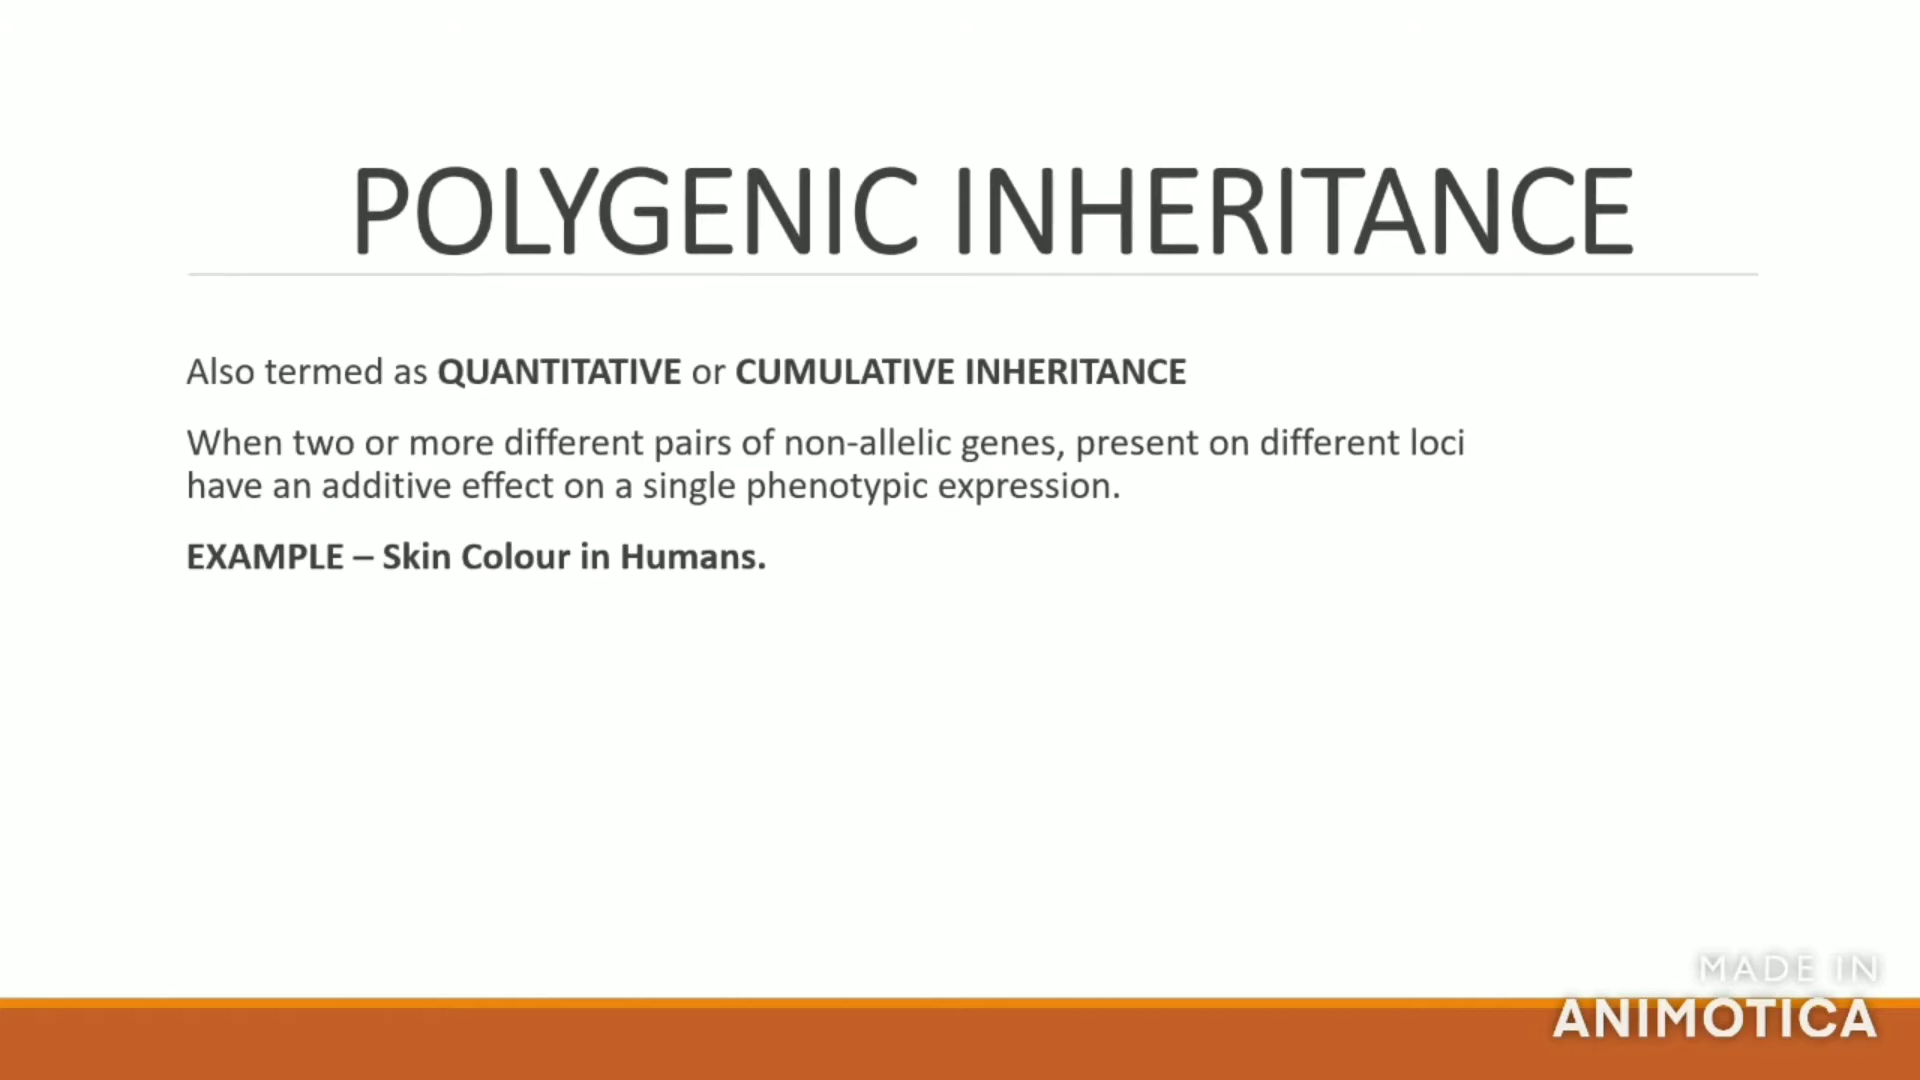 POLYGENIC INHERITANCE
Also termed as QUANTITATIVE or CUMULATIVE INHERITANCE
When two or more different pairs of non-allelic genes, present on different loci
have an additive effect on a single phenotypic expression.
EXAMPLE – Skin Colour in Humans.
MADE IN
ANIMOTICA